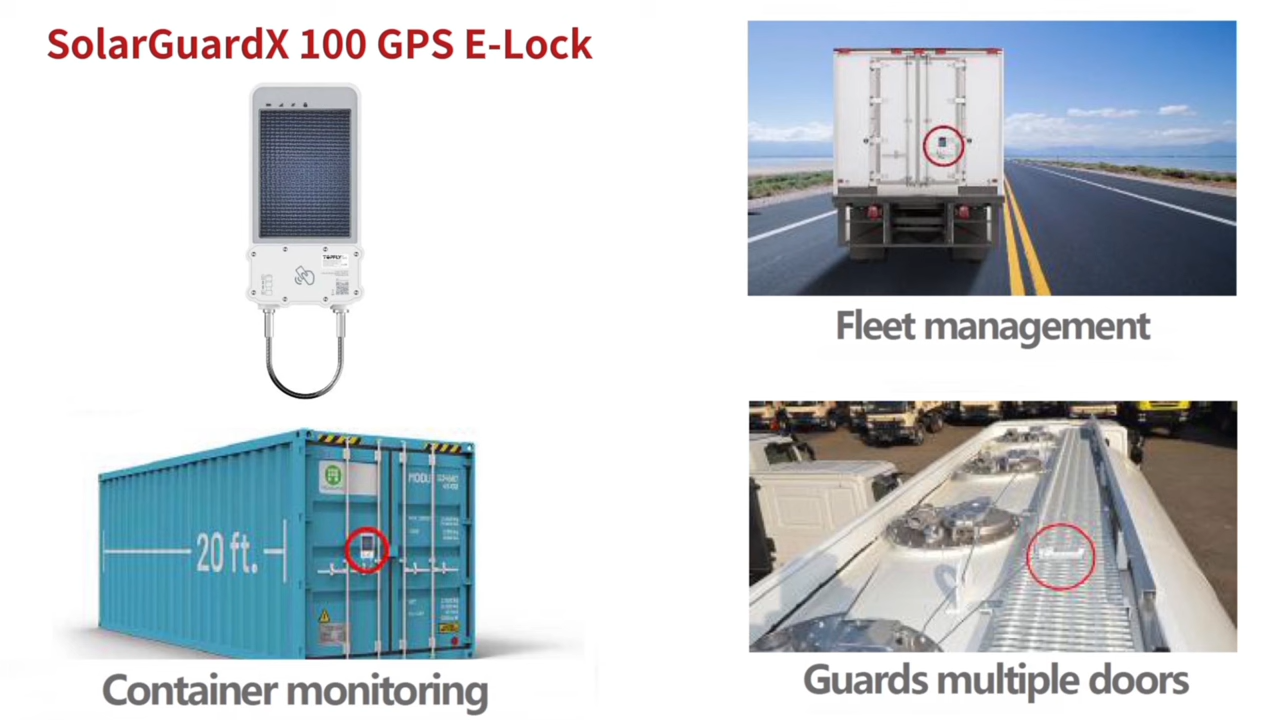 SolarGuardX 100 GPS E-Lock
Fleet management
20 ft.
Container monitoring
Guards multiple doors